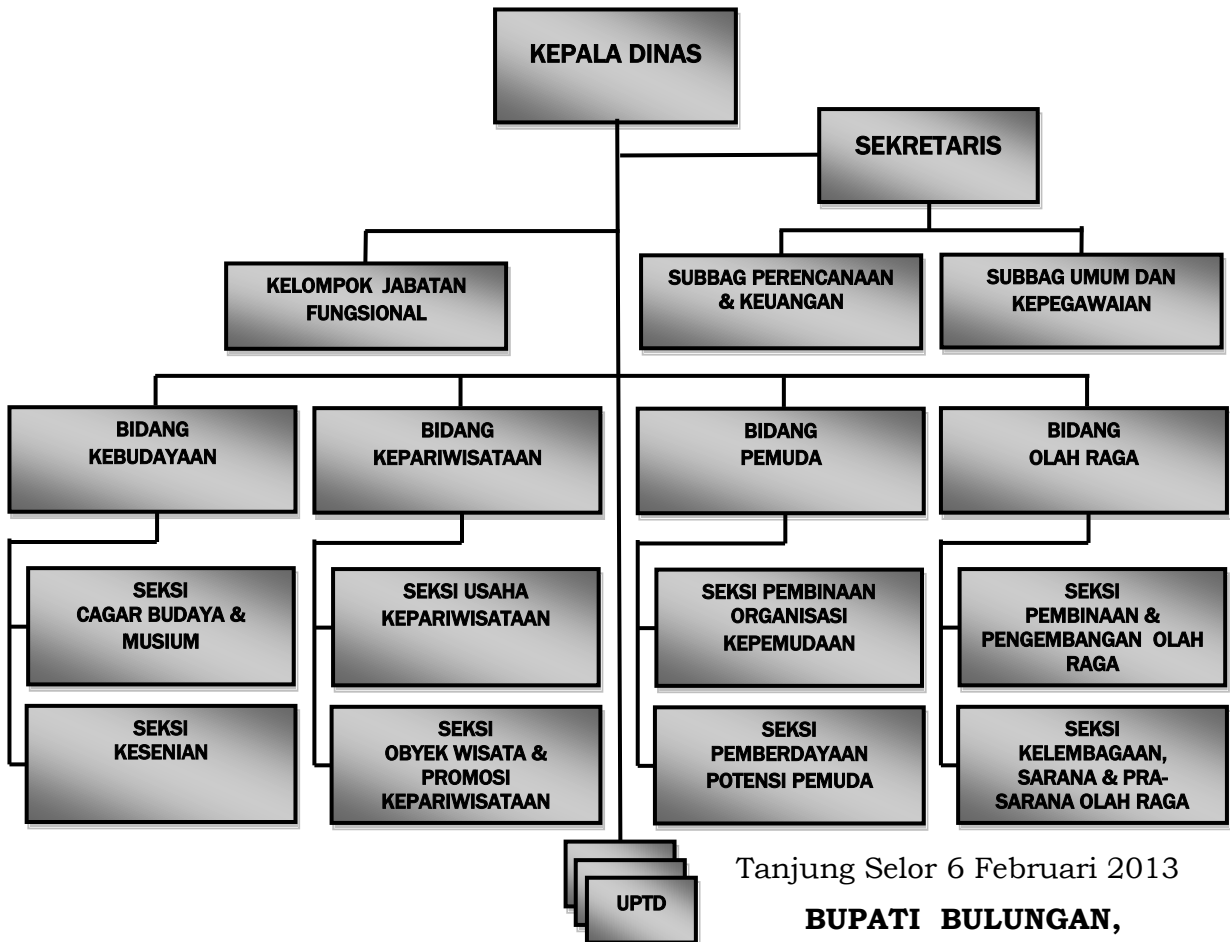 KEPALA DINAS
SEKRETARIS
KELOMPOK JABATAN
FUNGSIONAL
SUBBAG PERENCANAAN
& KEUANGAN
SUBBAG UMUM DAN
KEPEGAWAIAN
BIDANG
KEBUDAYAAN
BIDANG
KEPARIWISATAAN
BIDANG
PEMUDA
BIDANG
OLAH RAGA
SEKSI
CAGAR BUDAYA &
MUSIUM
SEKSI USAHA
KEPARIWISATAAN
SEKSI PEMBINAAN
ORGANISASI
KEPEMUDAAN
SEKSI
PEMBINAAN &
PENGEMBANGAN OLAH
RAGA
SEKSI
KESENIAN
SEKSI
OBYEK WISATA &
PROMOSI
KEPARIWISATAAN
SEKSI
PEMBERDAYAAN
POTENSI PEMUDA
SEKSI
KELEMBAGAAN,
SARANA & PRA-
SARANA OLAH RAGA
UPTD
Tanjung Selor 6 Februari 2013
BUPATI BULUNGAN,